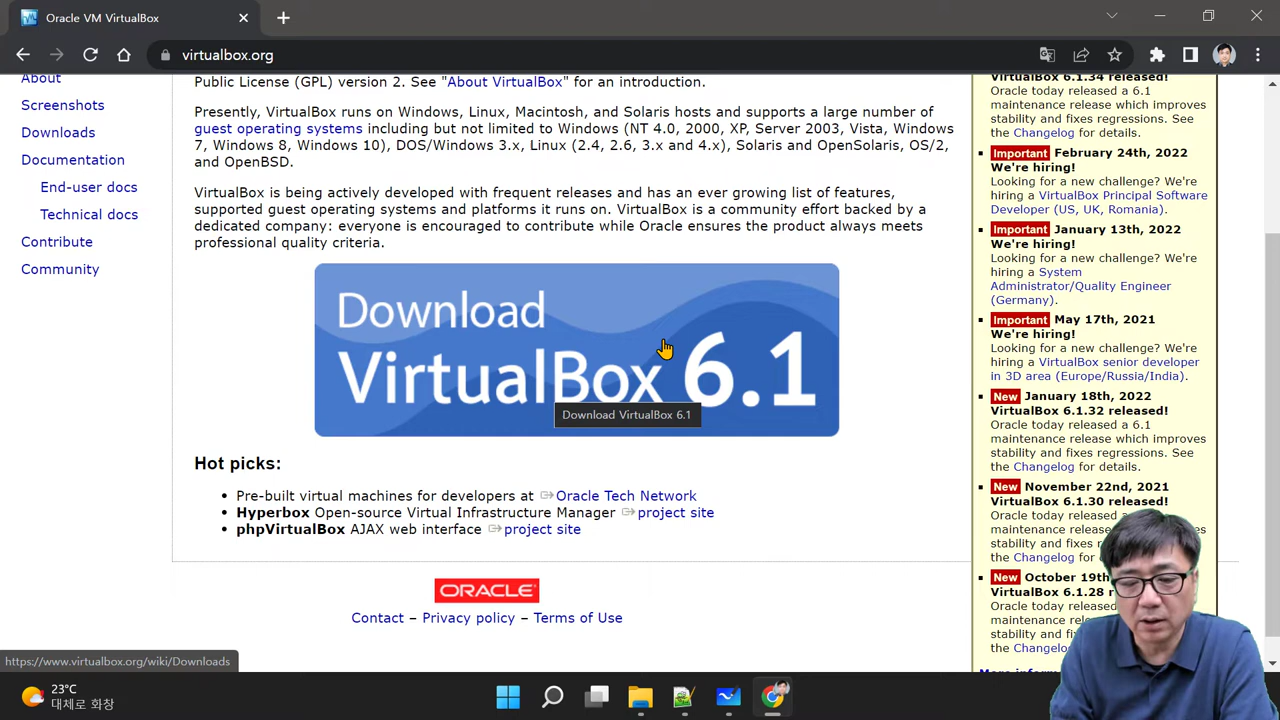 Oracle VM VirtualBox
virtualbox.org
About
Screenshots
Downloads
Documentation
End-user docs
Technical docs
Contribute
Community
Public License (GPL) version 2. See "About VirtualBox" for an introduction.
Presently, VirtualBox runs on Windows, Linux, Macintosh, and Solaris hosts and supports a large number of
guest operating systems including but not limited to Windows (NT 4.0, 2000, XP, Server 2003, Vista, Windows
7, Windows 8, Windows 10), DOS/Windows 3.x, Linux (2.4, 2.6, 3.x and 4.x), Solaris and OpenSolaris, OS/2,
and OpenBSD.
VirtualBox is being actively developed with frequent releases and has an ever growing list of features,
supported guest operating systems and platforms it runs on. VirtualBox is a community effort backed by a
dedicated company: everyone is encouraged to contribute while Oracle ensures the product always meets
professional quality criteria.
Download
VirtualBox 6.1
Download VirtualBox 6.1
Hot picks:
• Pre-built virtual machines for developers at Oracle Tech Network
• Hyperbox Open-source Virtual Infrastructure Manager project site
• phpVirtualBox AJAX web interface project site
ORACLE
Contact – Privacy policy – Terms of Use
VirtualBox 6.1.34 released!
Oracle today released a 6.1
maintenance release which improves
stability and fixes regressions. See
the Changelog for details.
Important February 24th, 2022
We're hiring!
Looking for a new challenge? We're
hiring a VirtualBox Principal Software
Developer (US, UK, Romania).
Important January 13th, 2022
We're hiring!
Looking for a new challenge? We're
hiring a System
Administrator/Quality Engineer
(Germany).
Important May 17th, 2021
We're hiring!
Looking for a new challenge? We're
hiring a VirtualBox senior developer
in 3D area (Europe/Russia/India).
New January 18th, 2022
VirtualBox 6.1.32 released!
Oracle today released a 6.1
maintenance release which improves
stability and fixes regressions. See
the Changelog for details.
New November 22nd, 2021
VirtualBox 6.1.30 released!
Oracle today released
maintenance release
stability and fixes
the Changelog for
New October 19th
VirtualBox 6.1.28
Oracle today released
maintenance
stability and
the
https://www.virtualbox.org/wiki/Downloads
23°C
대체로 화창